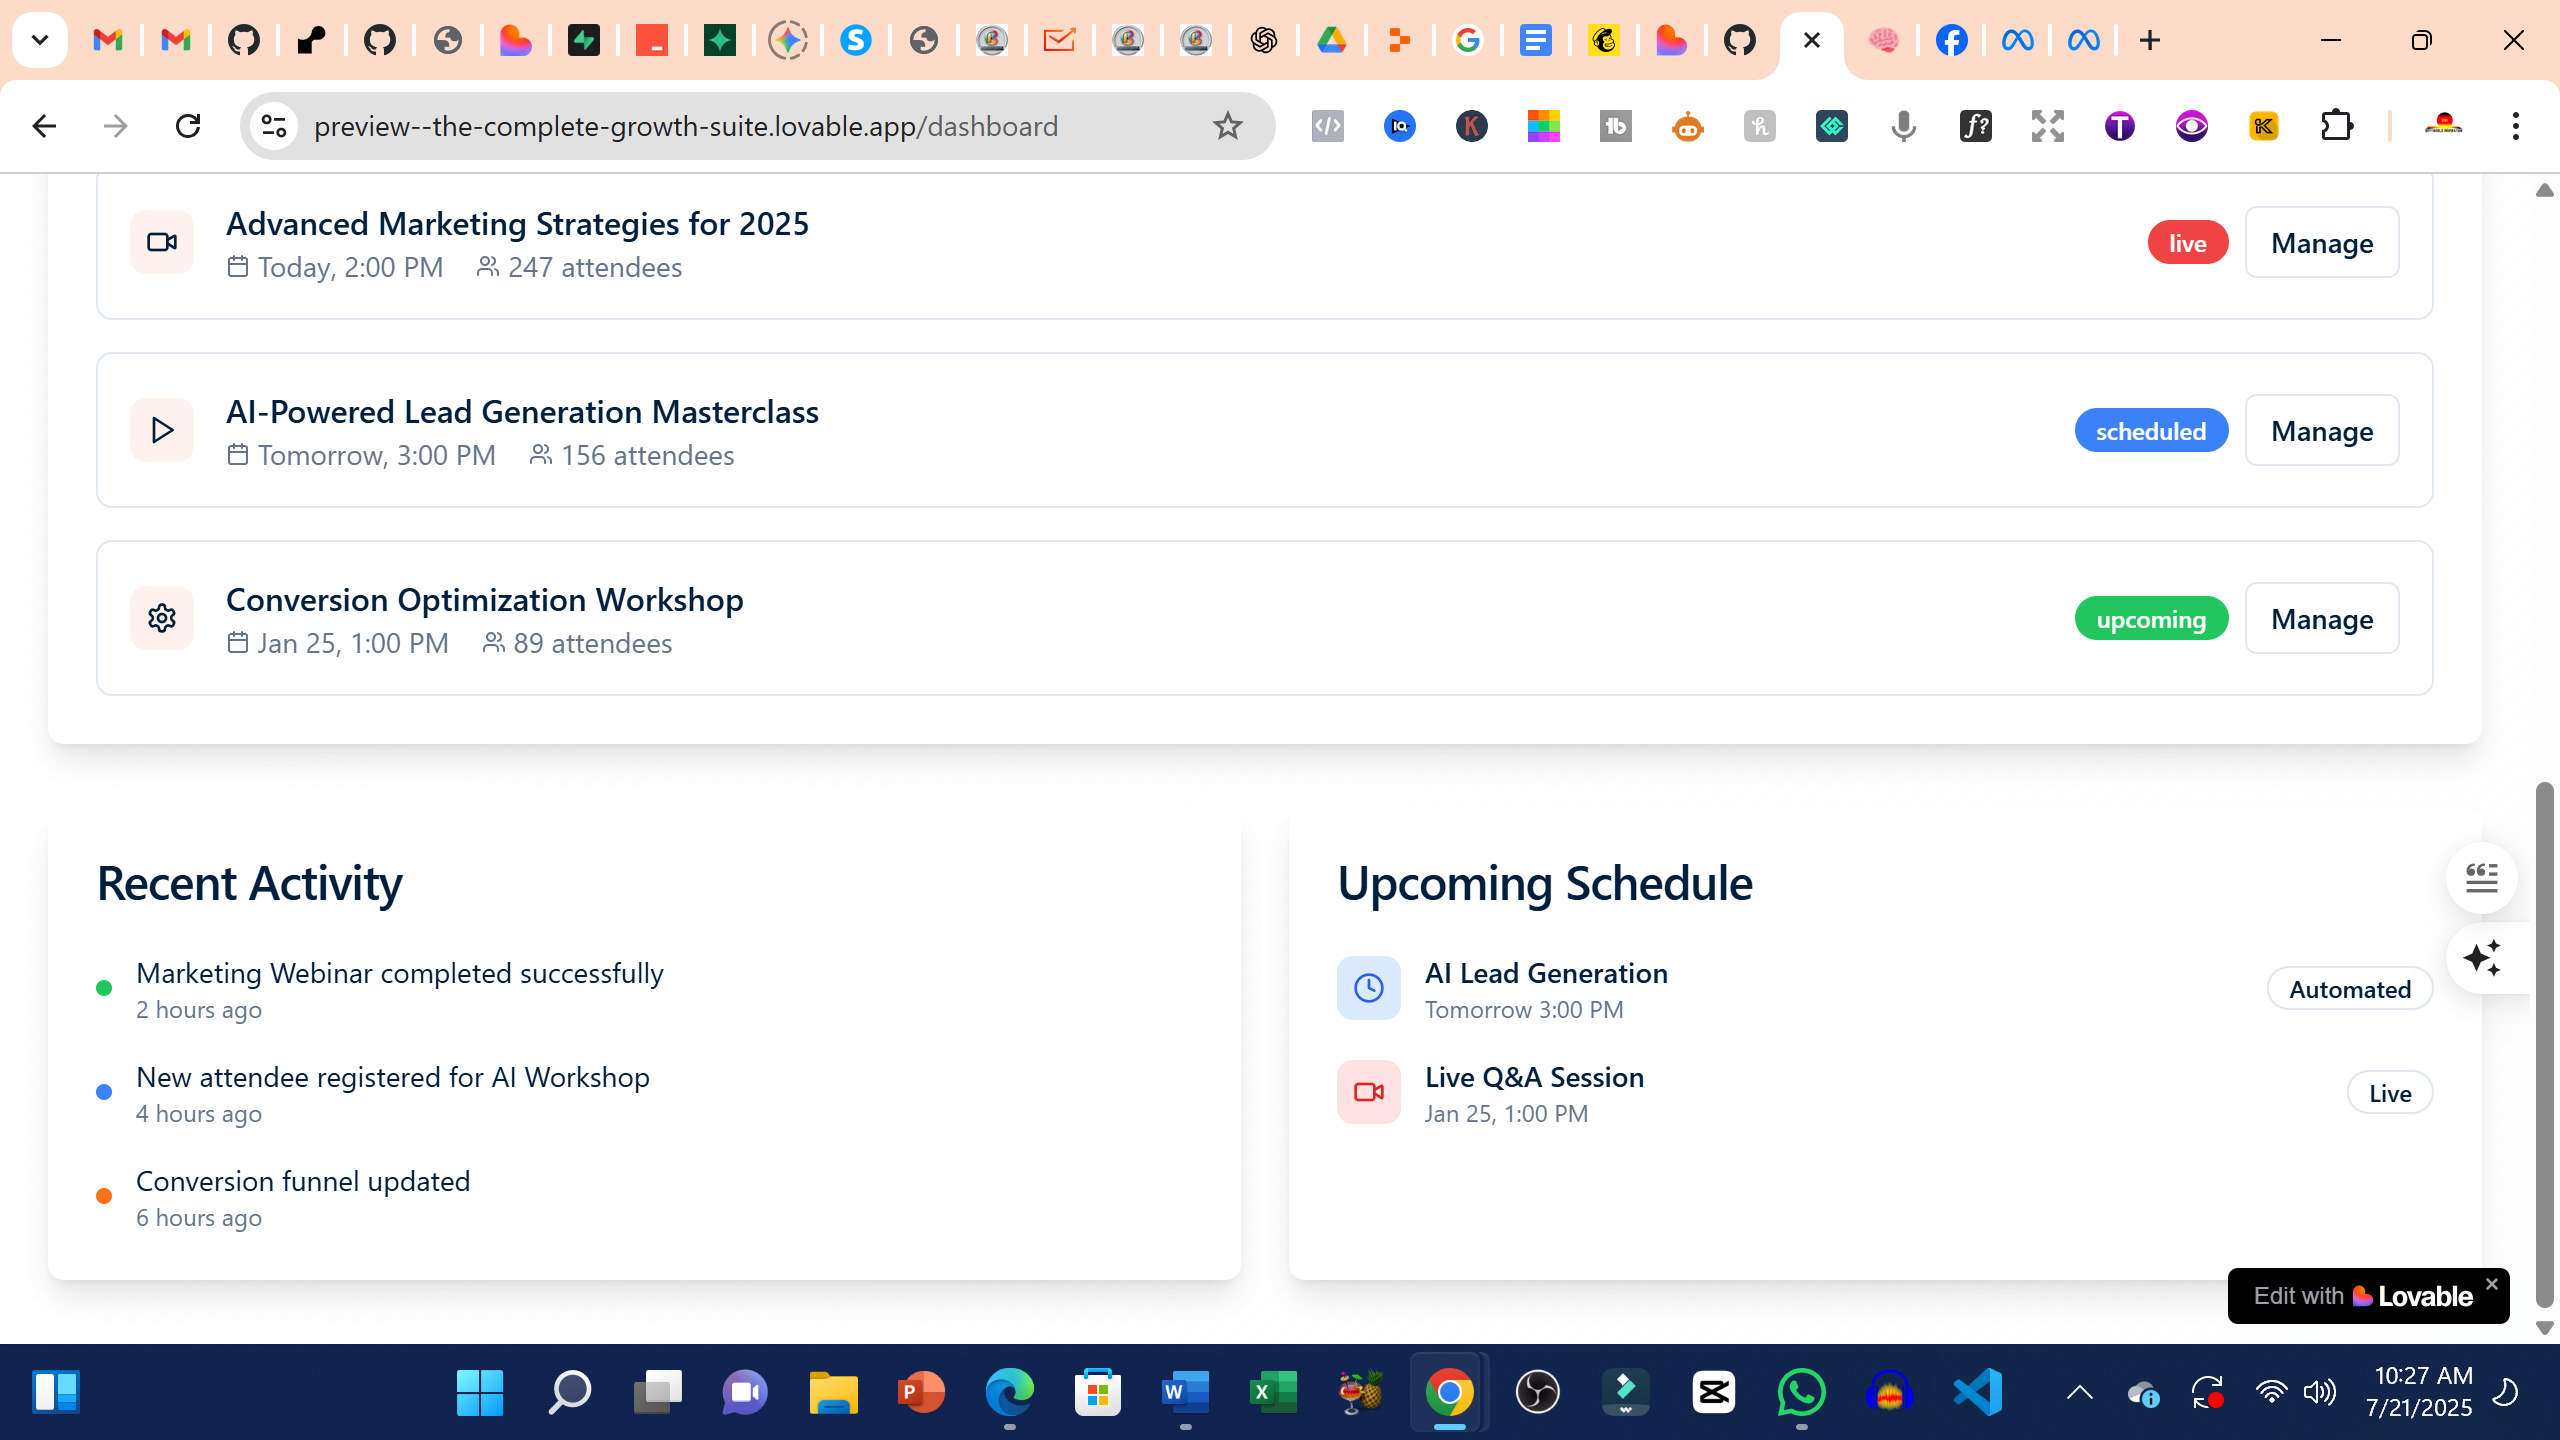 preview--the-complete-growth-suite.lovable.app/dashboard
Advanced Marketing Strategies for 2025
Today, 2:00 PM 247 attendees
live
Manage
AI-Powered Lead Generation Masterclass
Tomorrow, 3:00 PM 156 attendees
scheduled
Manage
Conversion Optimization Workshop
Jan 25, 1:00 PM 89 attendees
upcoming
Manage
Recent Activity
Marketing Webinar completed successfully
2 hours ago
New attendee registered for AI Workshop
4 hours ago
Conversion funnel updated
6 hours ago
Upcoming Schedule
AI Lead Generation
Tomorrow 3:00 PM
Automated
Live Q&A Session
Jan 25, 1:00 PM
Live
Edit with Lovable
10:27 AM
7/21/2025